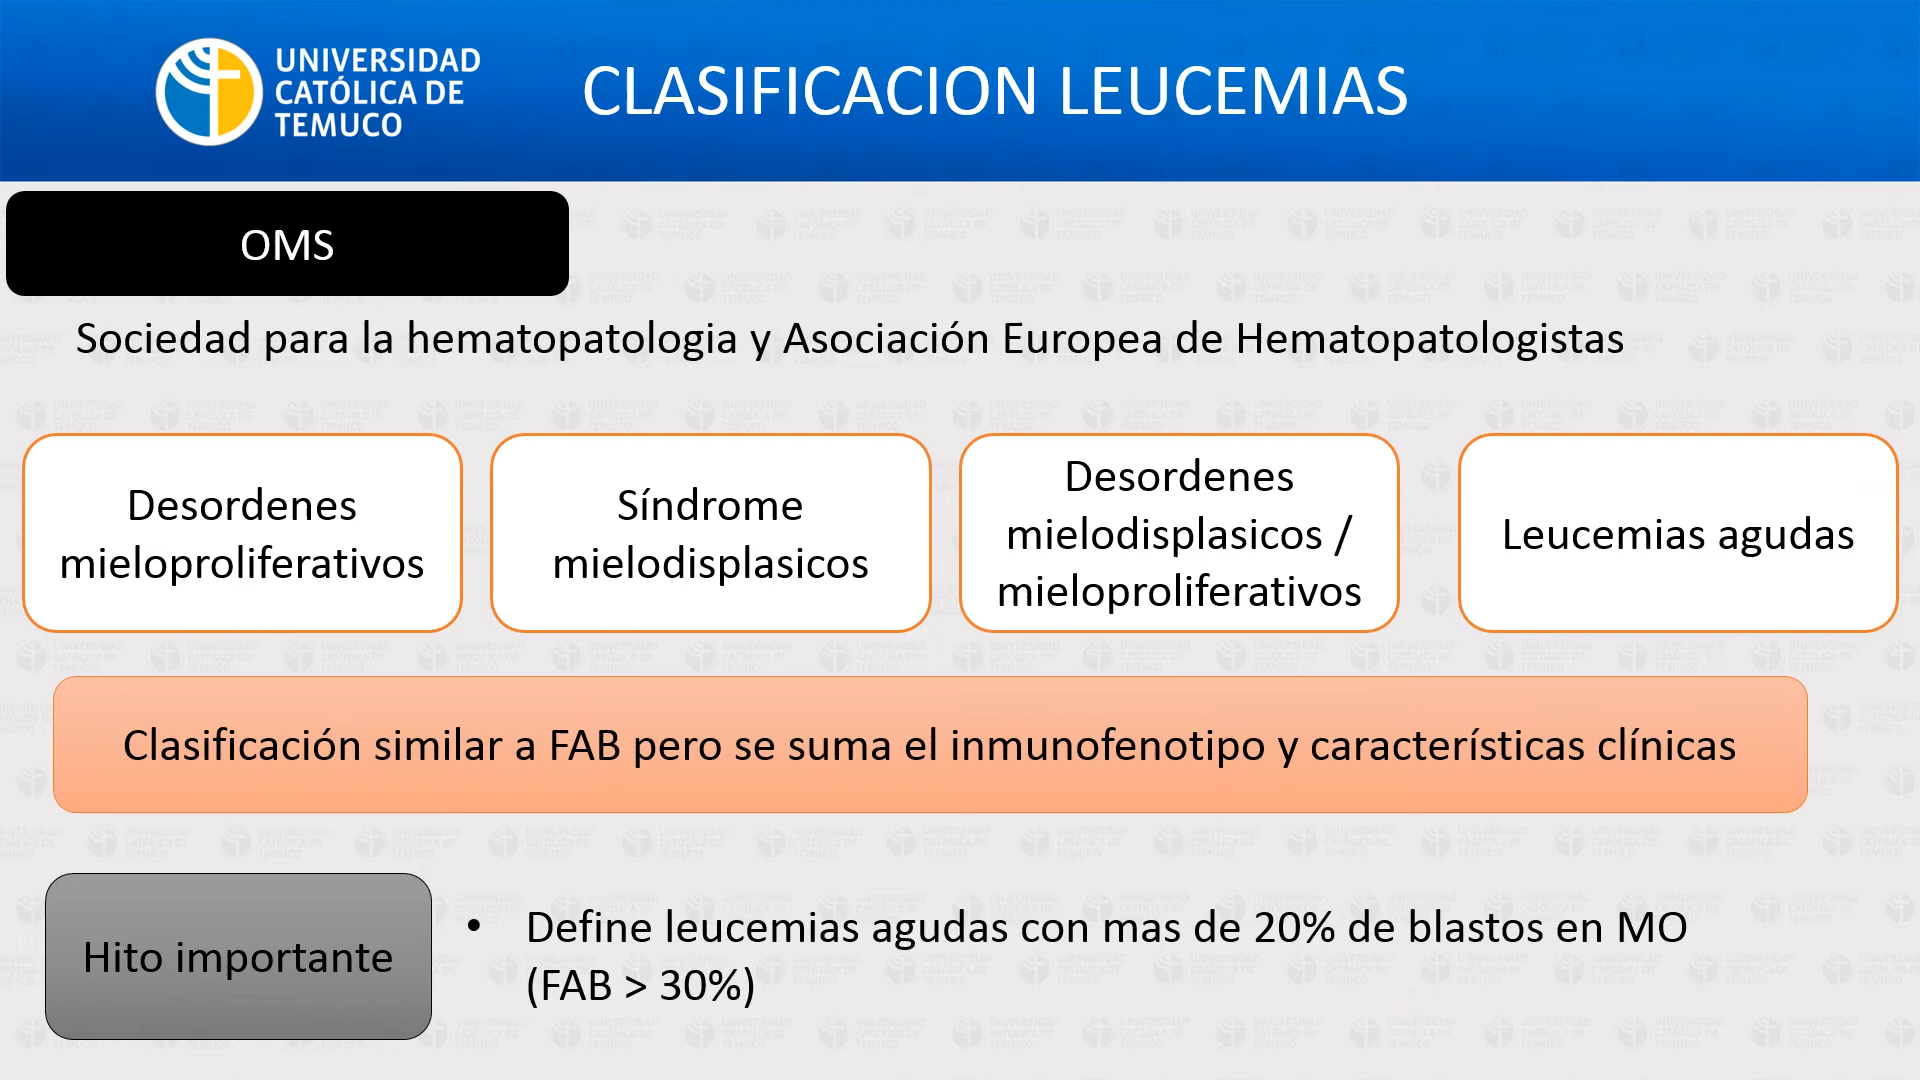 UNIVERSIDAD
CATÓLICA DE
TEMUCO
CLASIFICACION LEUCEMIAS
OMS
Sociedad para la hematopatologia y Asociación Europea de Hematopatologistas
Desordenes
mieloproliferativos
Síndrome
mielodisplasicos
Desordenes
mielodisplasicos /
mieloproliferativos
Leucemias agudas
Clasificación similar a FAB pero se suma el inmunofenotipo y características clínicas
Hito importante
• Define leucemias agudas con mas de 20% de blastos en MO
(FAB > 30%)